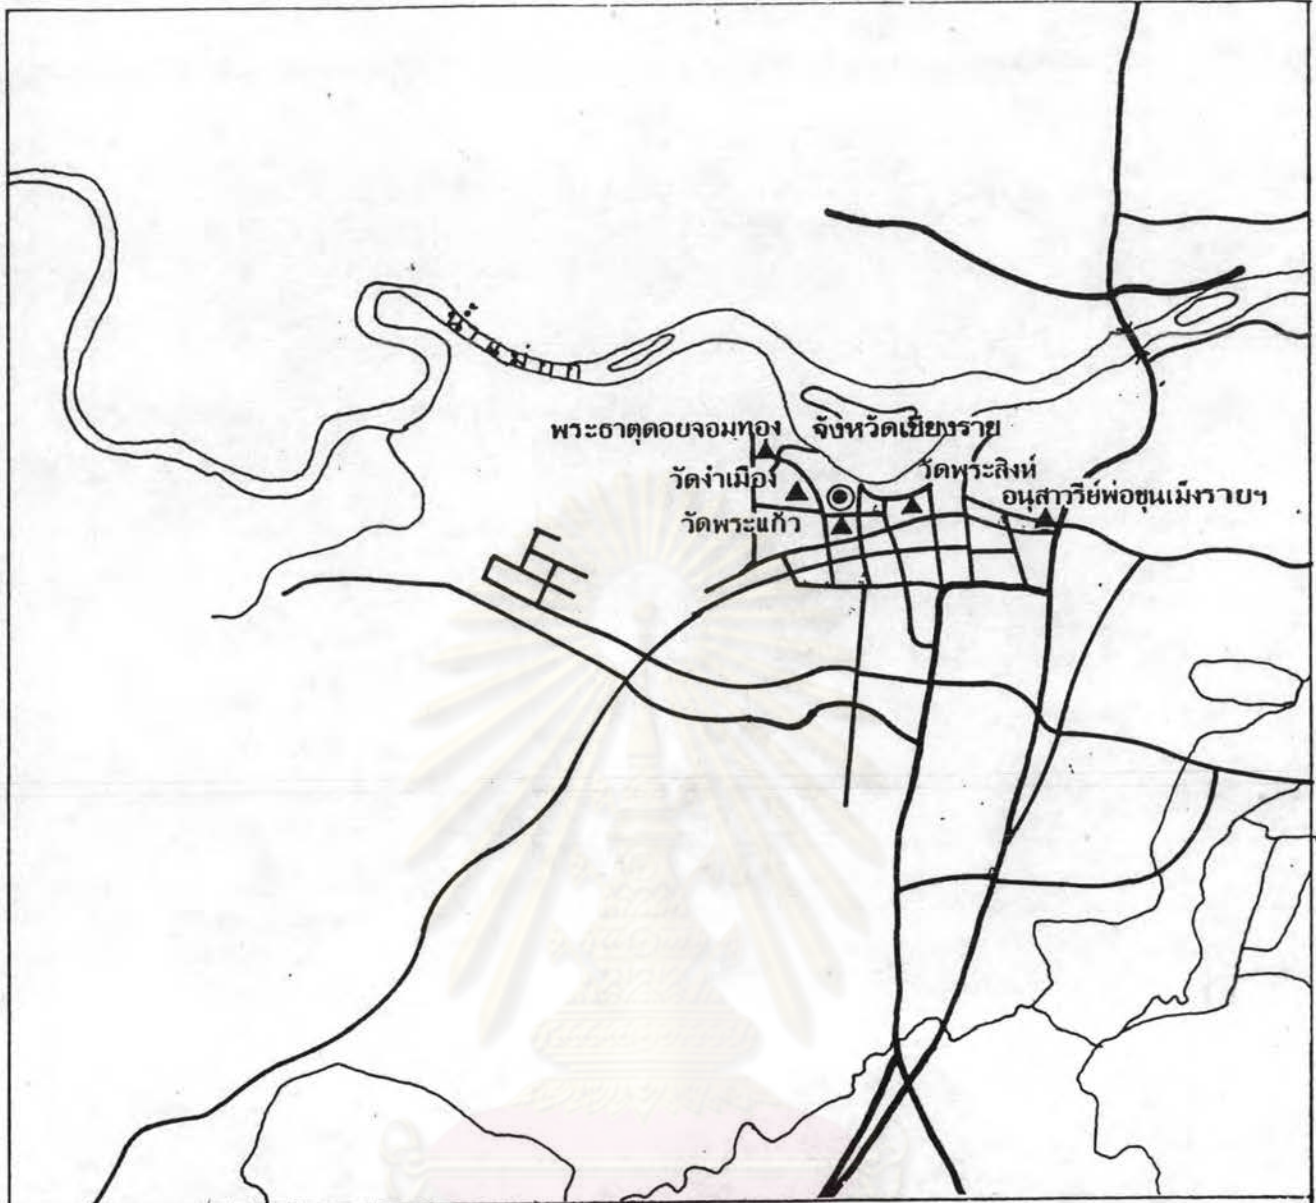 น้ำแม่กก
พระธาตุดอยจอมทอง
จังหวัดเชียงราย
วัดงำเมือง
วัดพระสิงห์
อนุสาวรีย์พ่อขุนเม็งรายฯ
วัดพระแก้ว